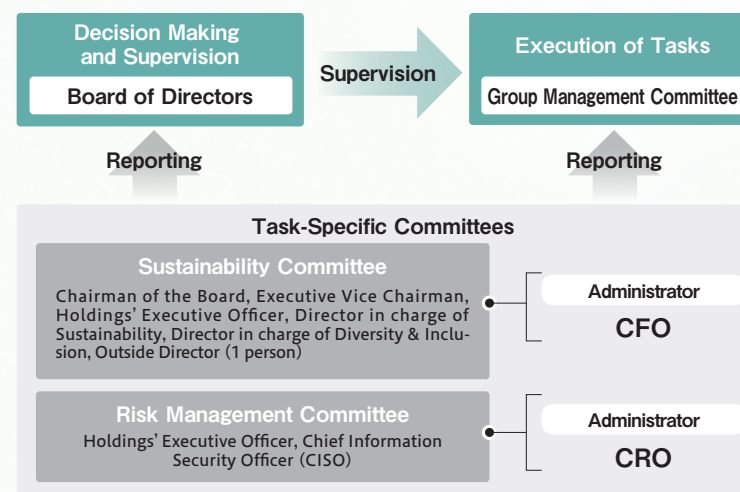 Decision Making
and Supervision
Board of Directors
Supervision
Execution of Tasks
Group Management Committee
Reporting
Reporting
Task-Specific Committees
Sustainability Committee
Chairman of the Board, Executive Vice Chairman,
Holdings' Executive Officer, Director in charge of
Sustainability, Director in charge of Diversity & Inclu-
sion, Outside Director (1 person)
Administrator
CFO
Risk Management Committee
Holdings' Executive Officer, Chief Information
Security Officer (CISO)
Administrator
CRO